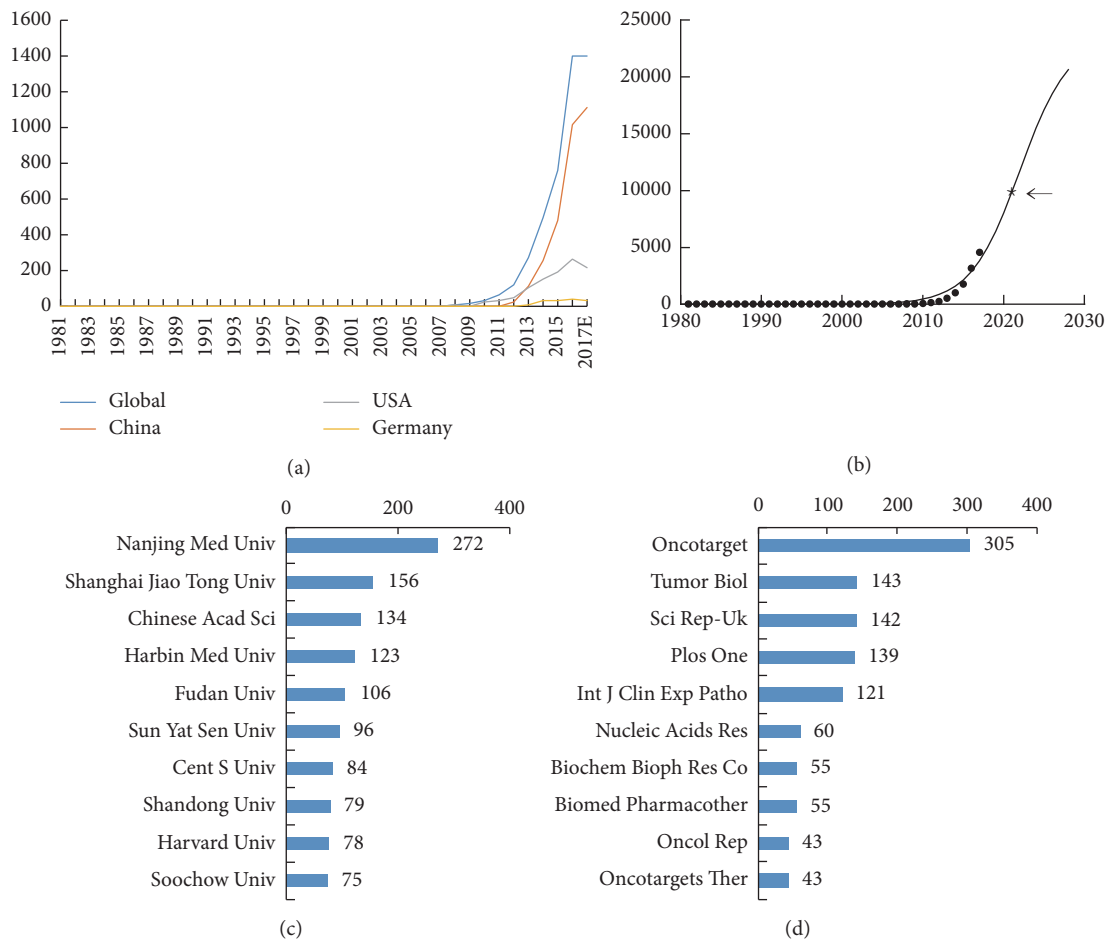 1600
1400
1200
1000
800
600
400
200
0
1981
1983
1985
1987
1989
1991
1993
1995
1997
1999
2001
2003
2005
2007
2009
2011
2013
2015
2017E
Global
USA
China
Germany
(a)
25000
20000
15000
10000
5000
0
1980
1990
2000
2010
2020
2030
(b)
0 200 400
Nanjing Med Univ 272
Shanghai Jiao Tong Univ 156
Chinese Acad Sci 134
Harbin Med Univ 123
Fudan Univ 106
Sun Yat Sen Univ 96
Cent S Univ 84
Shandong Univ 79
Harvard Univ 78
Soochow Univ 75
(c)
0 100 200 300 400
Oncotarget 305
Tumor Biol 143
Sci Rep-Uk 142
Plos One 139
Int J Clin Exp Patho 121
Nucleic Acids Res 60
Biochem Bioph Res Co 55
Biomed Pharmacother 55
Oncol Rep 43
Oncotargets Ther 43
(d)